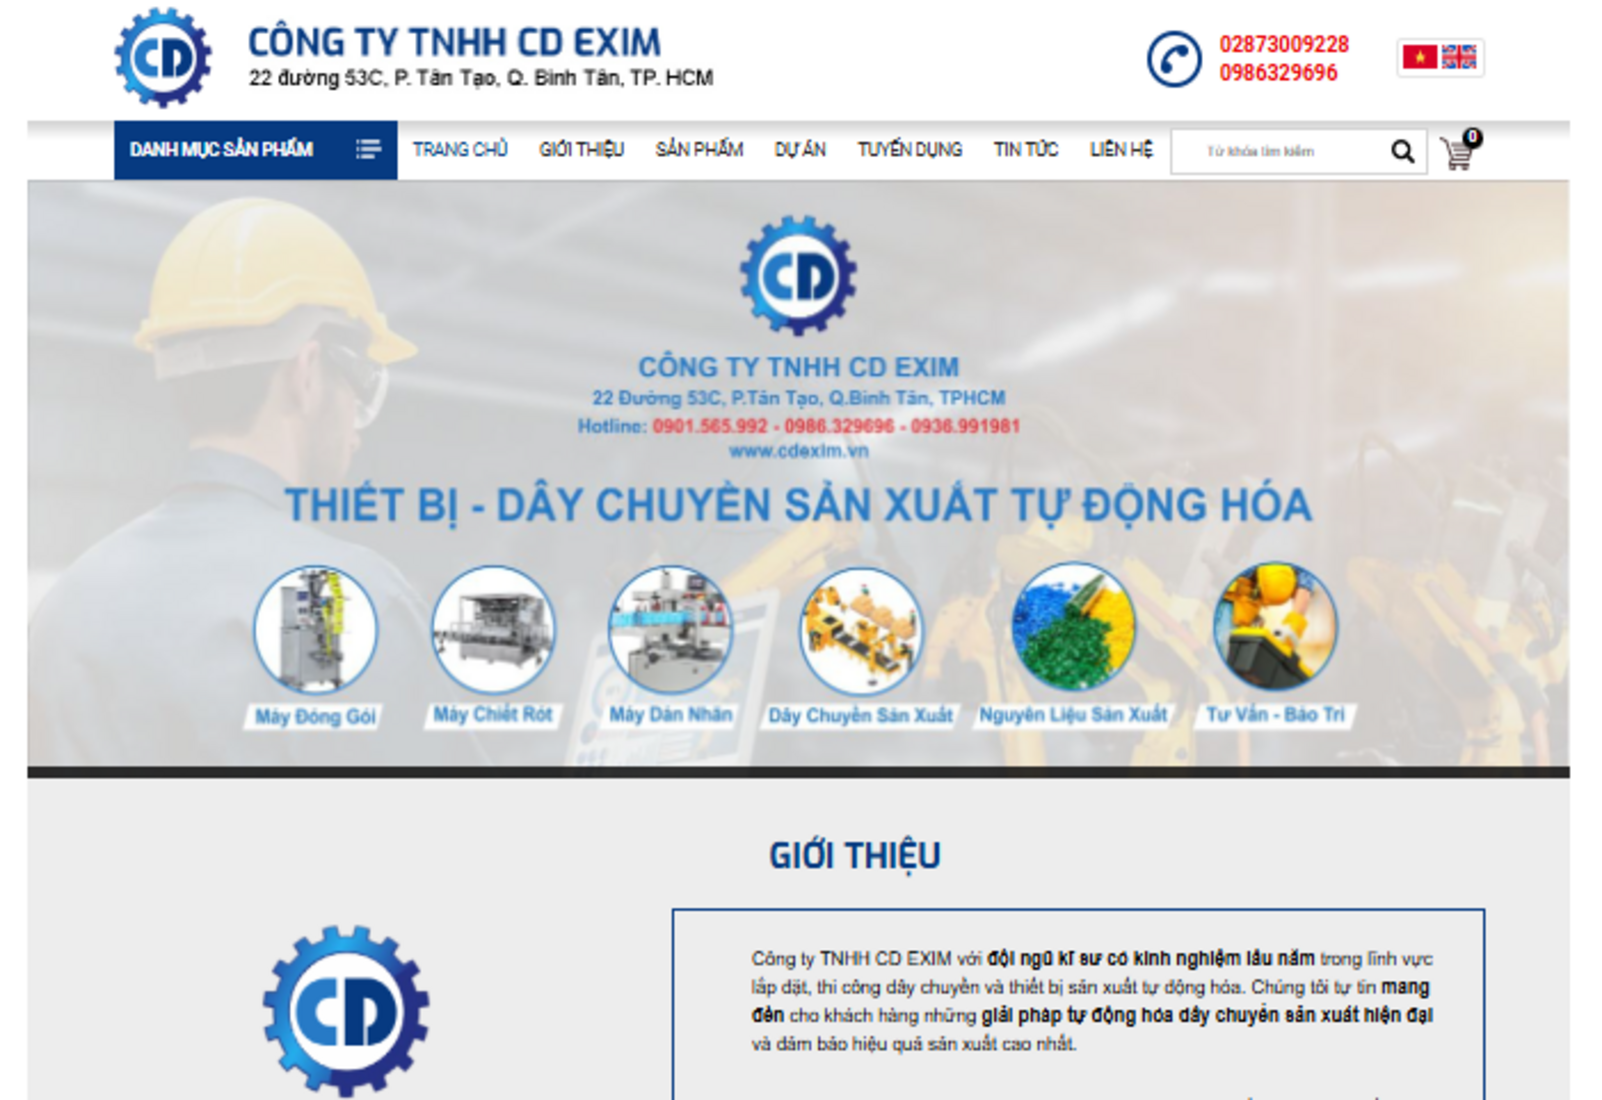 CD
CÔNG TY TNHH CD EXIM
22 đường 53C, P. Tân Tạo, Q. Bình Tân, TP. HCM
02873009228
0986329696
DANH MỤC SẢN PHẨM
TRANG CHỦ
GIỚI THIỆU
SẢN PHẨM
DỰ ÁN
TUYỂN DỤNG
TIN TỨC
LIÊN HỆ
Từ khóa tìm kiếm
0
CD
CÔNG TY TNHH CD EXIM
22 Đường 53C, P.Tân Tạo, Q.Bình Tân, TPHCM
Hotline: 0901.565.992 - 0986.329696 - 0936.991981
www.cdexim.vn
THIẾT BỊ - DÂY CHUYỀN SẢN XUẤT TỰ ĐỘNG HÓA
Máy Đóng Gói
Máy Chiết Rót
Máy Dán Nhãn
Dây Chuyền Sản Xuất
Nguyên Liệu Sản Xuất
Tư Vấn - Bảo Trì
GIỚI THIỆU
CD
Công ty TNHH CD EXIM với đội ngũ kĩ sư có kinh nghiệm lâu năm trong lĩnh vực
lắp đặt, thi công dây chuyền và thiết bị sản xuất tự động hóa. Chúng tôi tự tin mang
đến cho khách hàng những giải pháp tự động hóa dây chuyền sản xuất hiện đại
và đảm bảo hiệu quả sản xuất cao nhất.